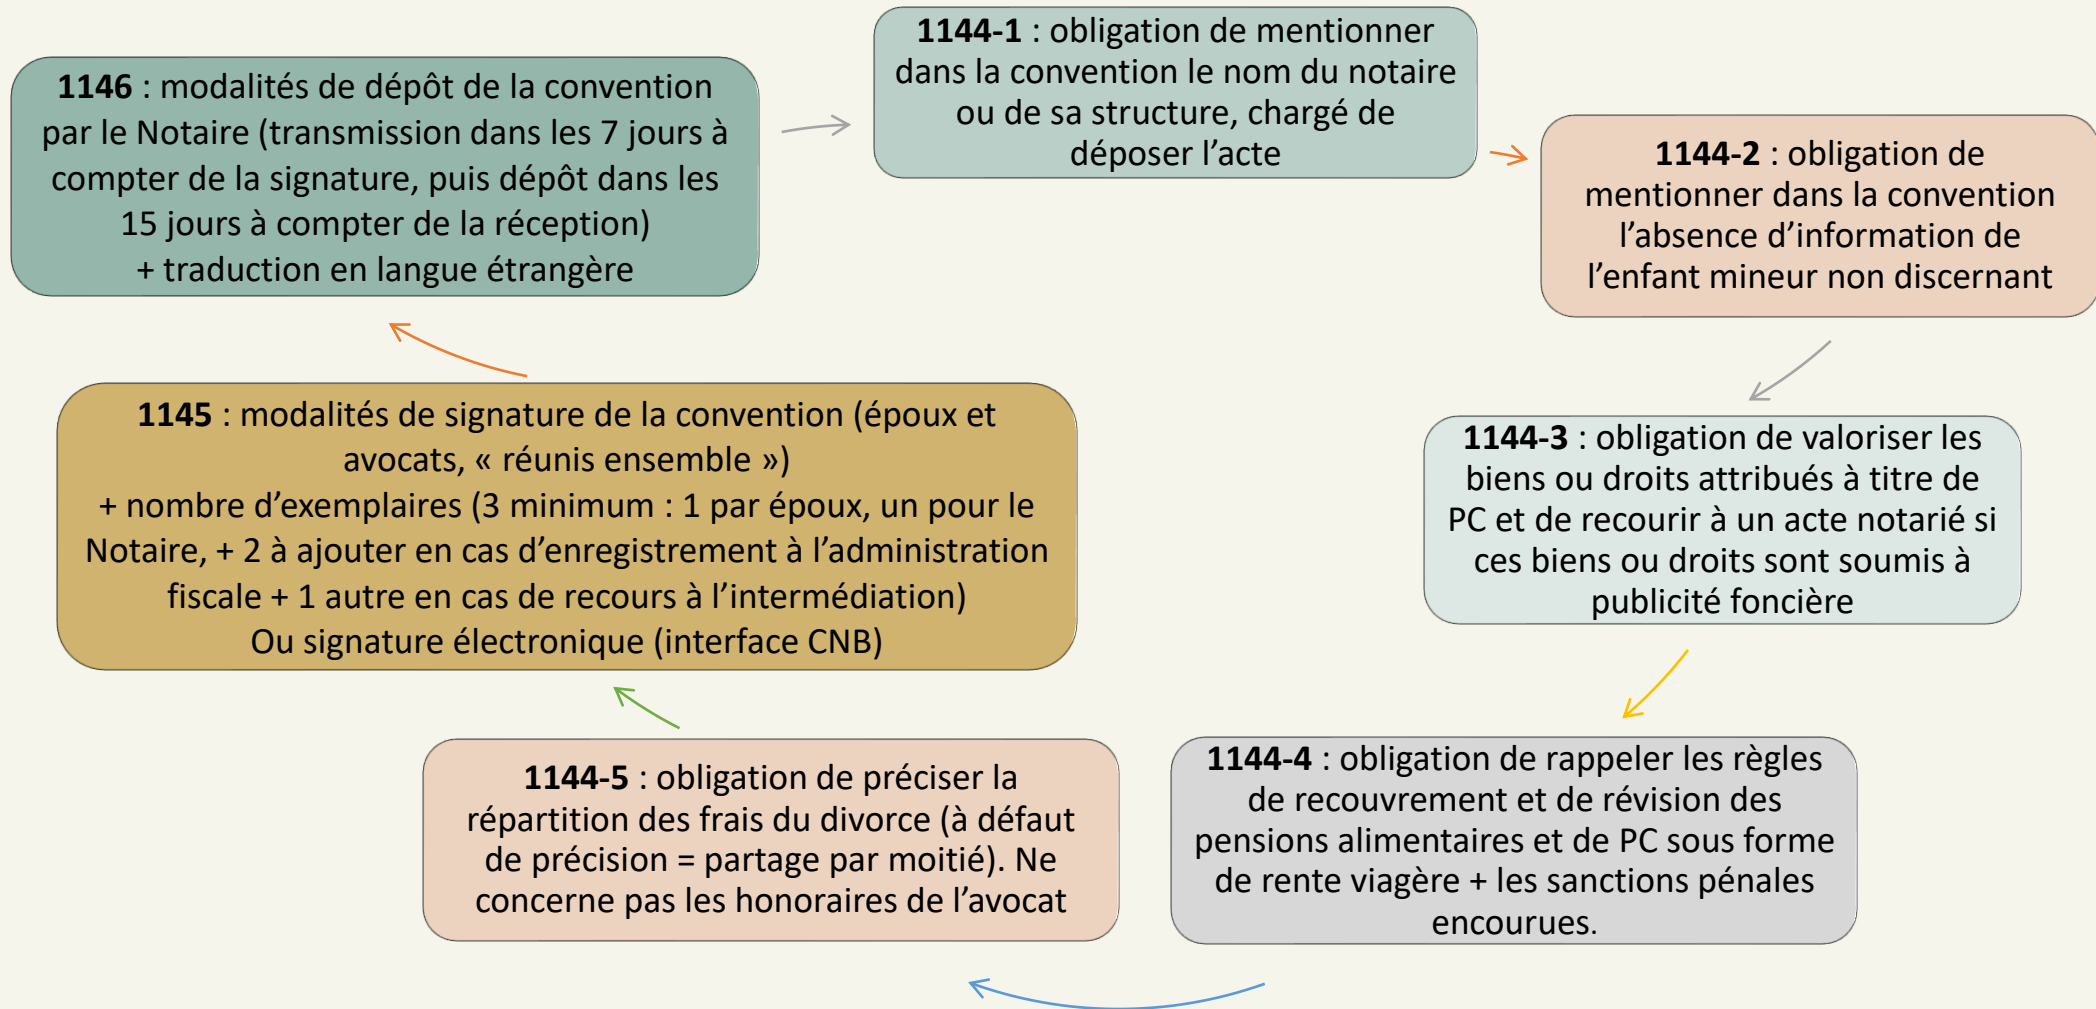 1144-1 : obligation de mentionner
dans la convention le nom du notaire
ou de sa structure, chargé de
déposer l’acte
1144-2 : obligation de
mentionner dans la convention
l’absence d’information de
l’enfant mineur non discernant
1144-3 : obligation de valoriser les
biens ou droits attribués à titre de
PC et de recourir à un acte notarié si
ces biens ou droits sont soumis à
publicité foncière
1144-4 : obligation de rappeler les règles
de recouvrement et de révision des
pensions alimentaires et de PC sous forme
de rente viagère + les sanctions pénales
encourues.
1144-5 : obligation de préciser la
répartition des frais du divorce (à défaut
de précision = partage par moitié). Ne
concerne pas les honoraires de l’avocat
1145 : modalités de signature de la convention (époux et
avocats, « réunis ensemble »)
+ nombre d’exemplaires (3 minimum : 1 par époux, un pour le
Notaire, + 2 à ajouter en cas d’enregistrement à l’administration
fiscale + 1 autre en cas de recours à l’intermédiation)
Ou signature électronique (interface CNB)
1146 : modalités de dépôt de la convention
par le Notaire (transmission dans les 7 jours à
compter de la signature, puis dépôt dans les
15 jours à compter de la réception)
+ traduction en langue étrangère